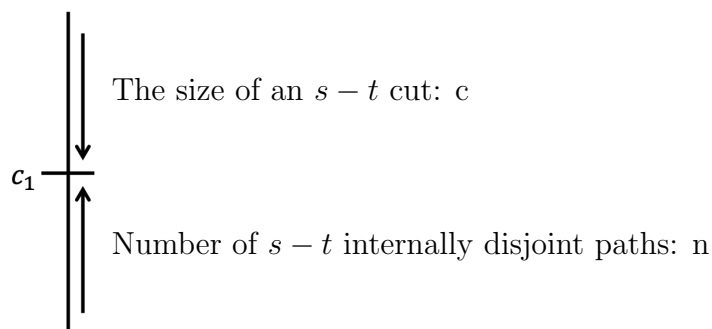 The size of an s − t cut: c
c₁
Number of s − t internally disjoint paths: n